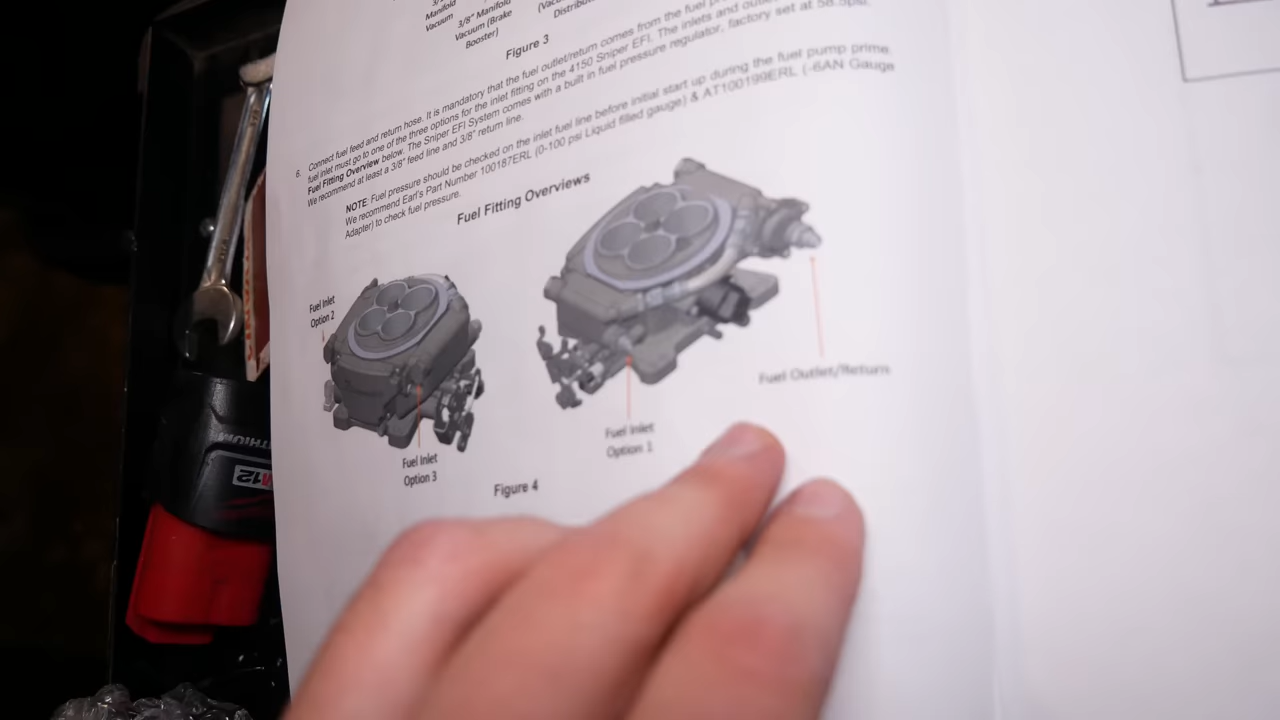 Manifold
Vacuum
3/8" Manifold
Vacuum (Brake
Booster)
Figure 3
6. Connect fuel feed and return hose. It is mandatory that the fuel outlet/return comes from the fuel
fuel inlet must go to one of the three options for the inlet fitting on the 4150 Sniper EFI. The inlets and
Fuel Fitting Overview below. The Sniper EFI System comes with a built in fuel pressure regulator, factory set at 58.5psi.
We recommend at least a 3/8" feed line and 3/8" return line.
NOTE: Fuel pressure should be checked on the inlet fuel line before initial start up during the fuel pump prime.
We recommend Earl's Part Number 100187ERL (0-100 psi Liquid filled gauge) & AT100199ERL (-6AN Gauge
Adapter) to check fuel pressure.
Fuel Fitting Overviews
Fuel Inlet
Option 2
Fuel Outlet/Return
Fuel Inlet
Option 1
Fuel Inlet
Option 3
Figure 4
LITHIUM
M12